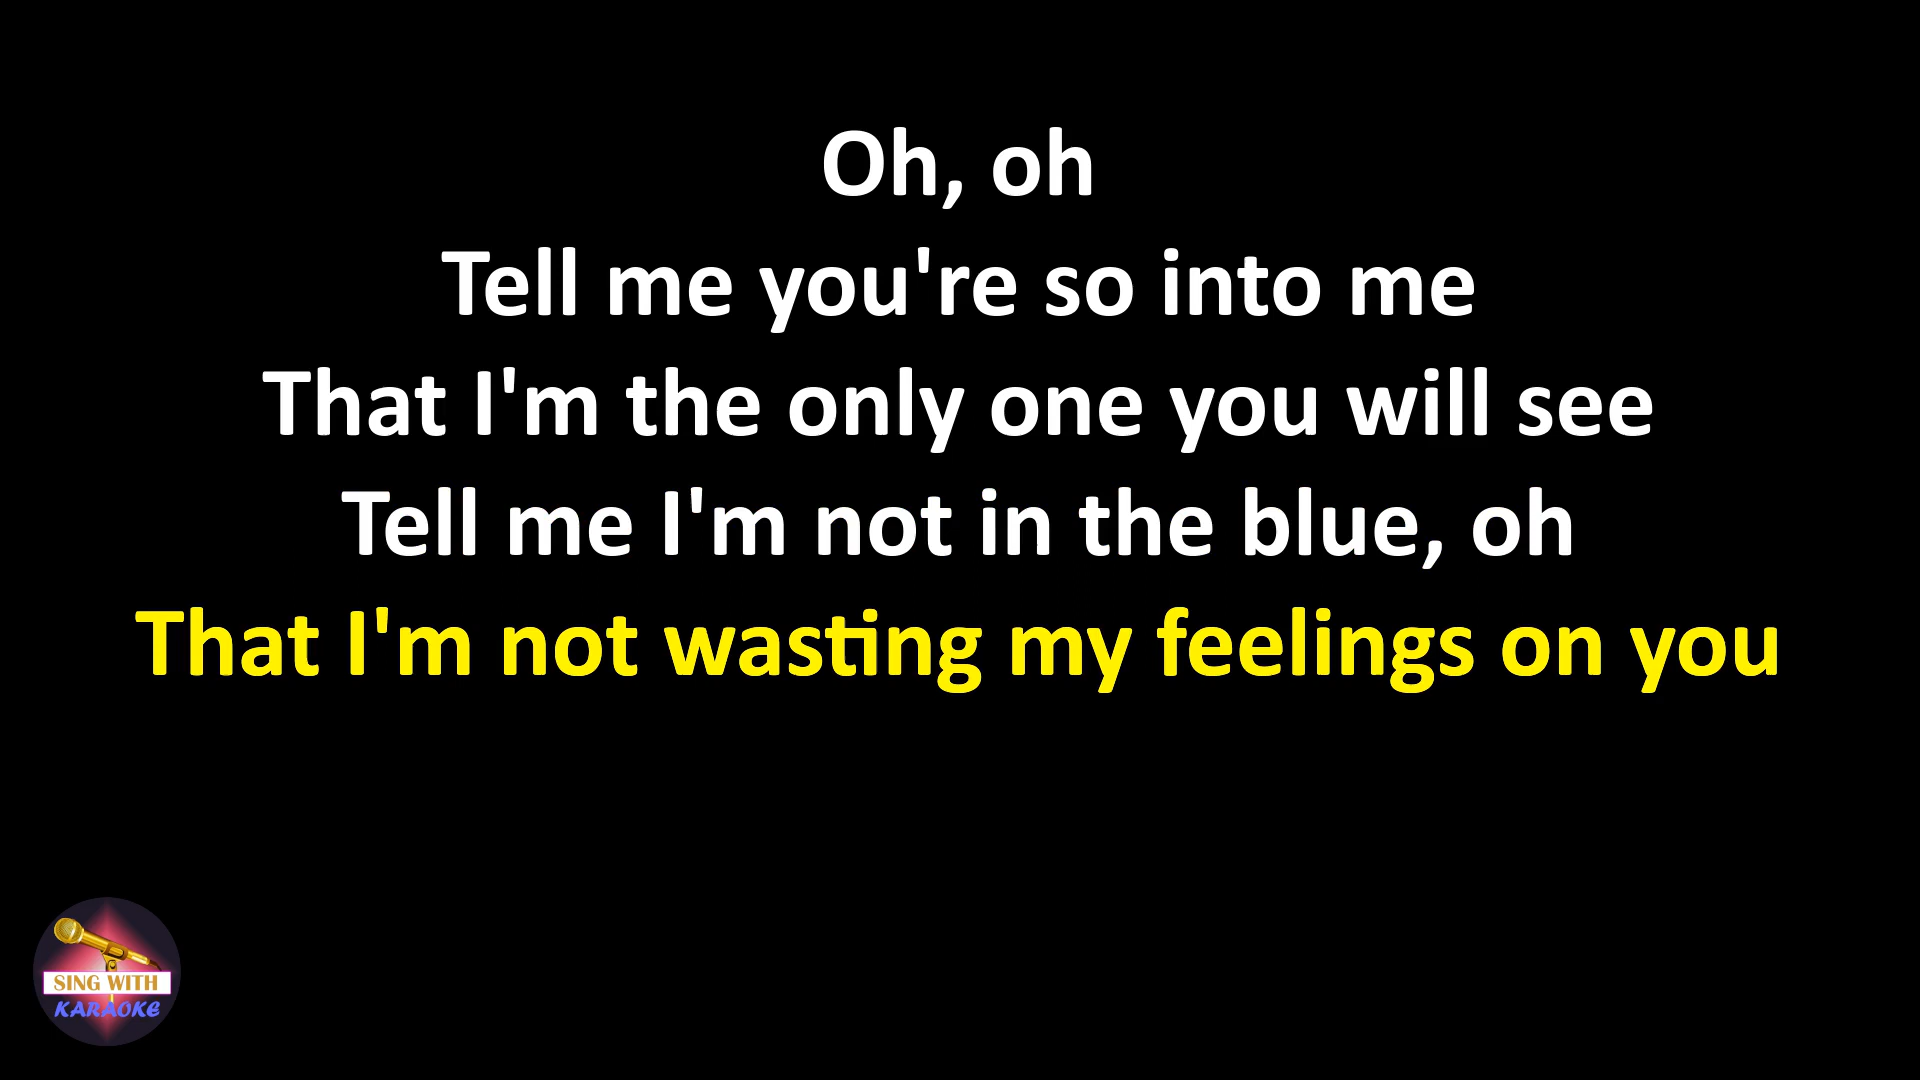 Oh, oh
Tell me you're so into me
That I'm the only one you will see
Tell me I'm not in the blue, oh
That I'm not wasting my feelings on you
SING WITH
KARAOKE